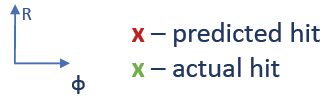 R
x – predicted hit
x – actual hit
ϕ